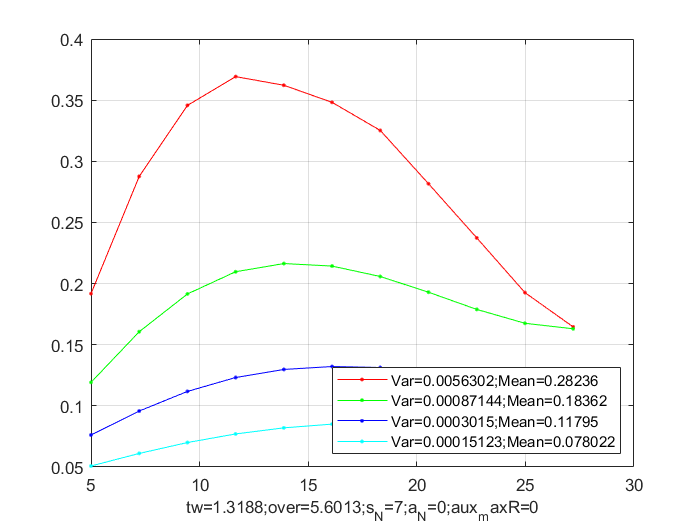 0.4
0.35
0.3
0.25
0.2
0.15
0.1
0.05
5
10
15
20
25
30
Var=0.0056302;Mean=0.28236
Var=0.00087144;Mean=0.18362
Var=0.0003015;Mean=0.11795
Var=0.00015123;Mean=0.078022
tw=1.3188;over=5.6013;s_N=7;a_N=0;aux_maxR=0